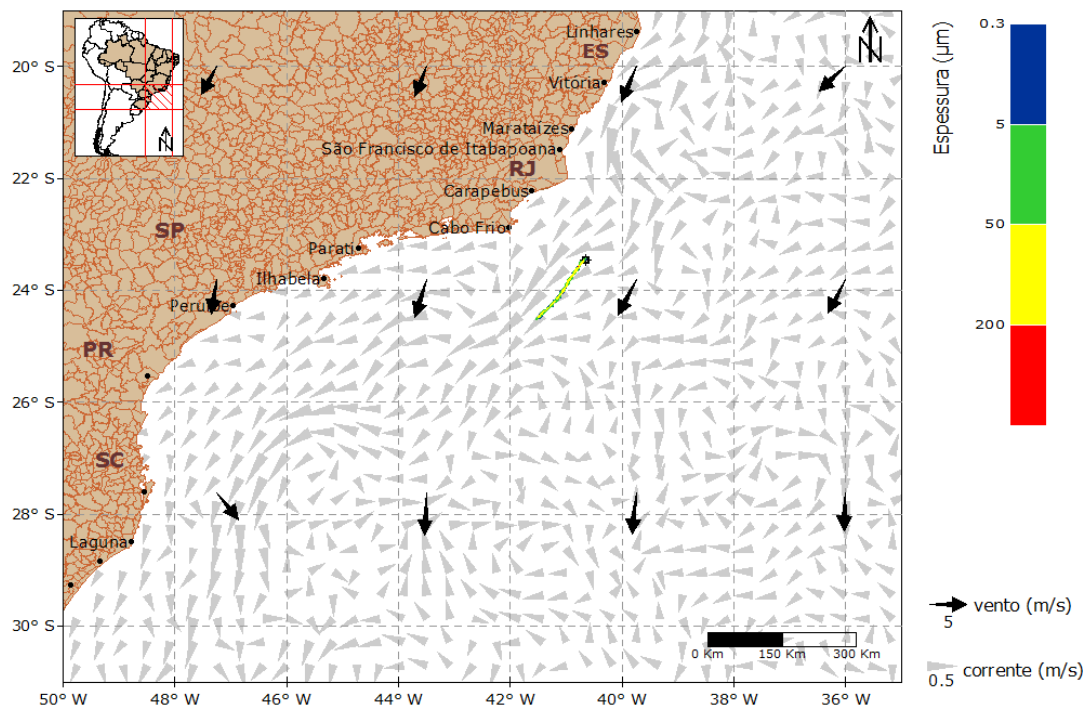 20° S
22° S
24° S
26° S
28° S
30° S
50° W
48° W
46° W
44° W
42° W
40° W
38° W
36° W
N
N
Linhares
ES
Vitória
Marataízes
São Francisco de Itabapoana
RJ
Carapebus
SP
Cabo Frio
Parati
Ilhabela
Peruíbe
PR
SC
Laguna
0 Km
150 Km
300 Km
Espessura (µm)
0.3
5
50
200
vento (m/s)
5
corrente (m/s)
0.5